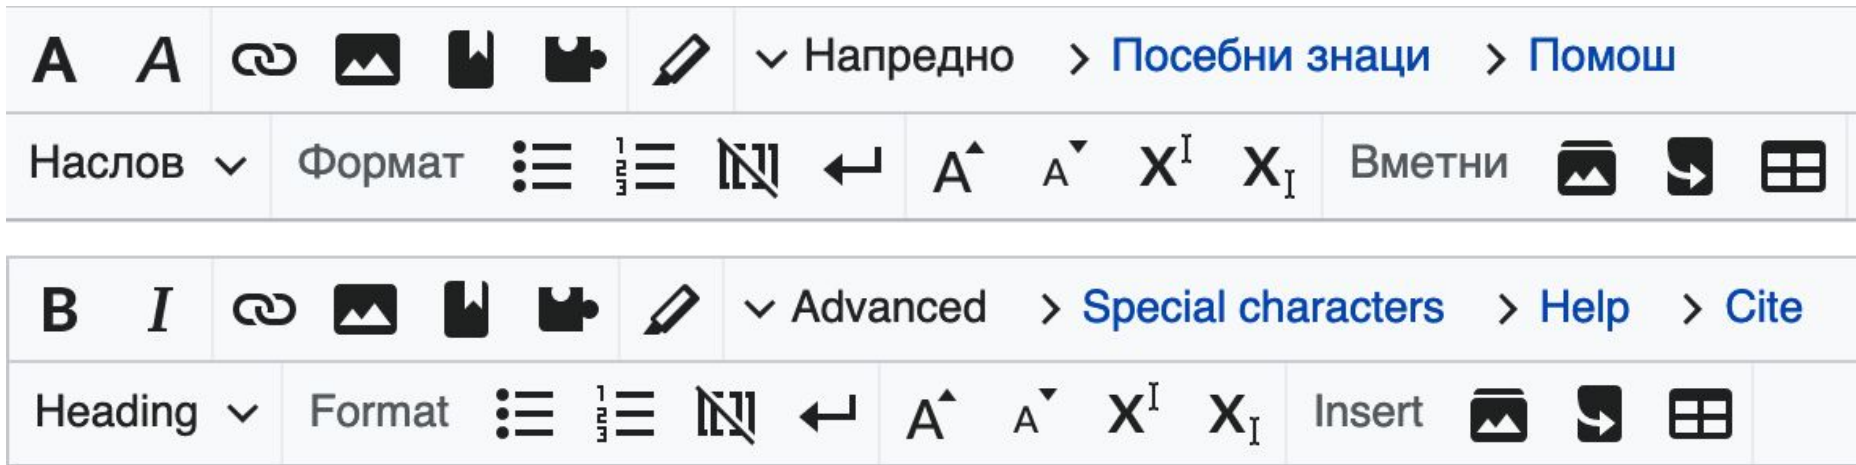 A A Напредно Посебни знаци Помош
Наслов Формат Вметни
B I Advanced Special characters Help Cite
Heading Format Insert